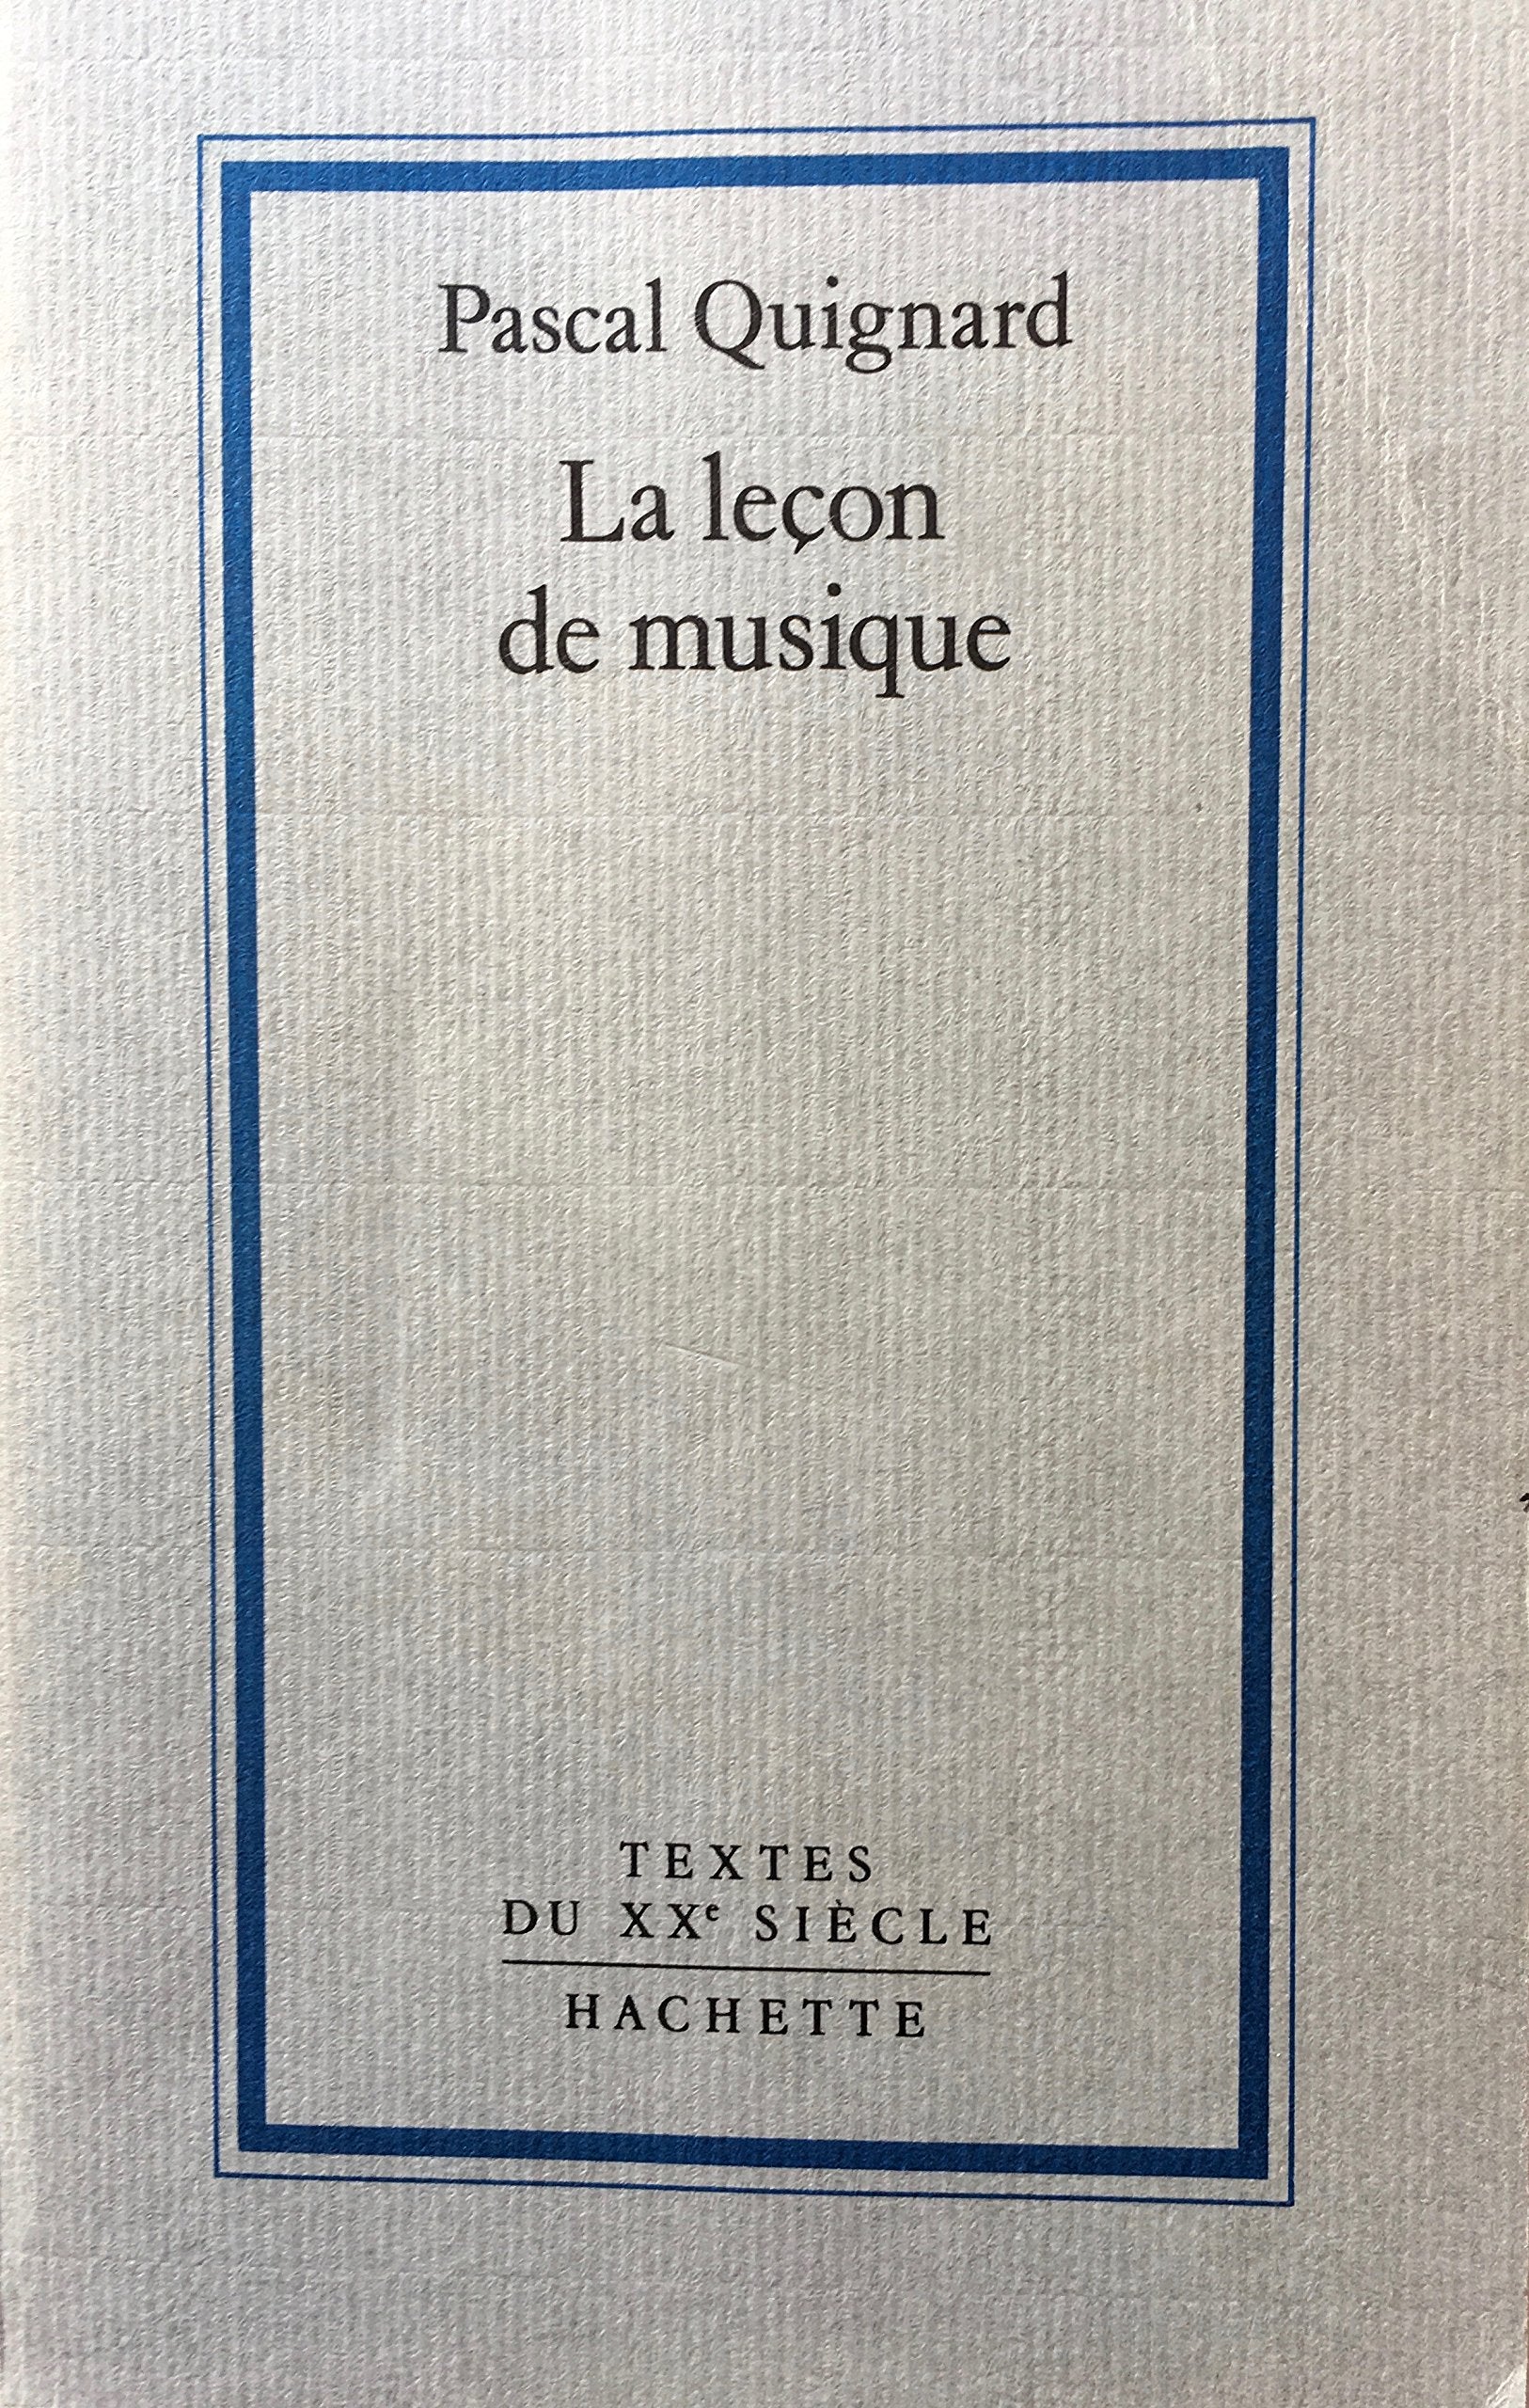 Pascal Quignard
La leçon
de musique
TEXTES
DU XXe SIÈCLE
HACHETTE